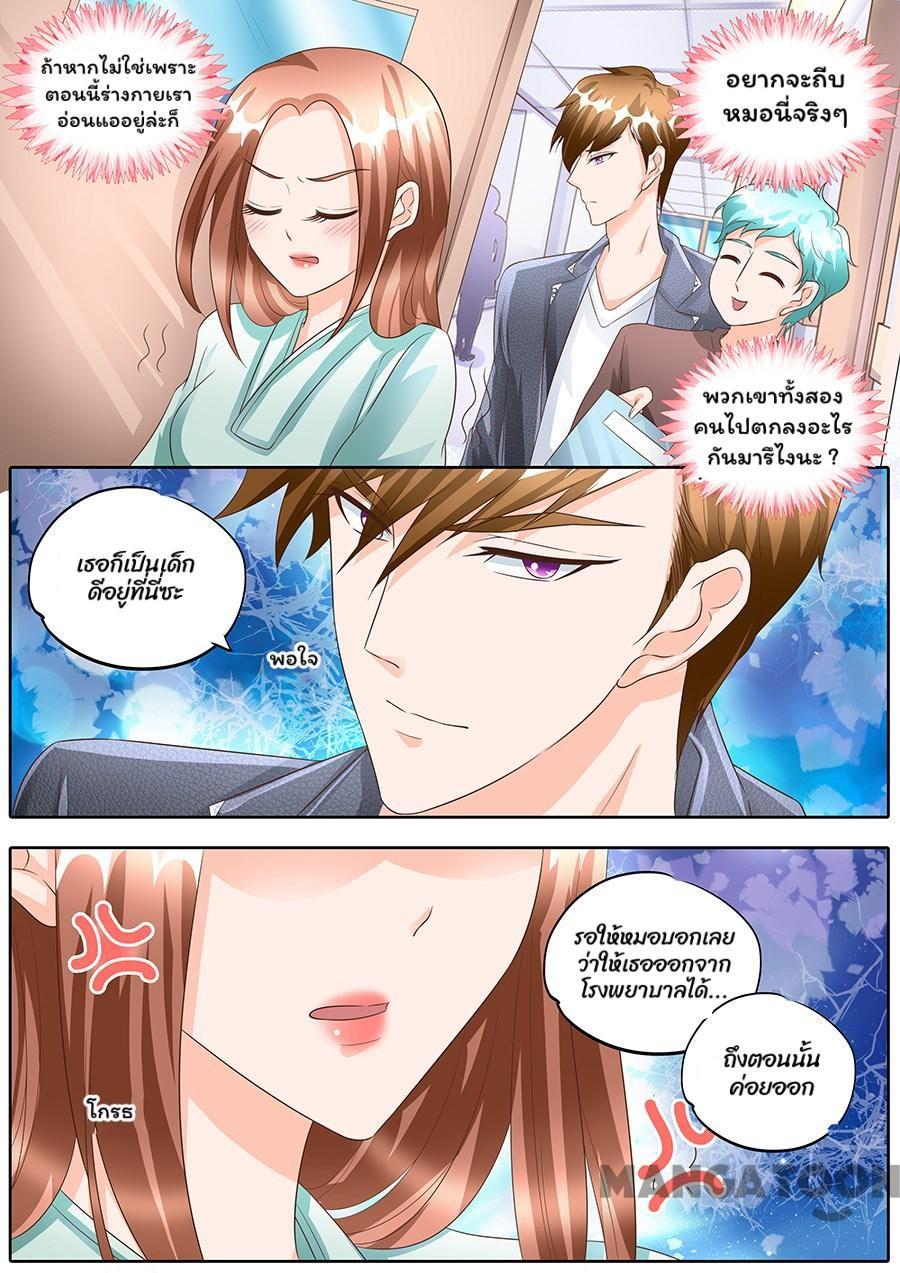 ถ้าหากไม่ใช่เพราะ
ตอนนี้ร่างกายเรา
อ่อนแออยู่ล่ะก็
อยากจะถีบ
หมอนี่จริงๆ
พวกเขาทั้งสอง
คนไปตกลงอะไร
กันมารึไงนะ ?
เธอก็เป็นเด็ก
ดีอยู่ที่นี่ซะ
พอใจ
รอให้หมอบอกเลย
ว่าให้เธอออกจาก
โรงพยาบาลได้...
ถึงตอนนั้น
ค่อยออก
โกรธ
MANGATOON